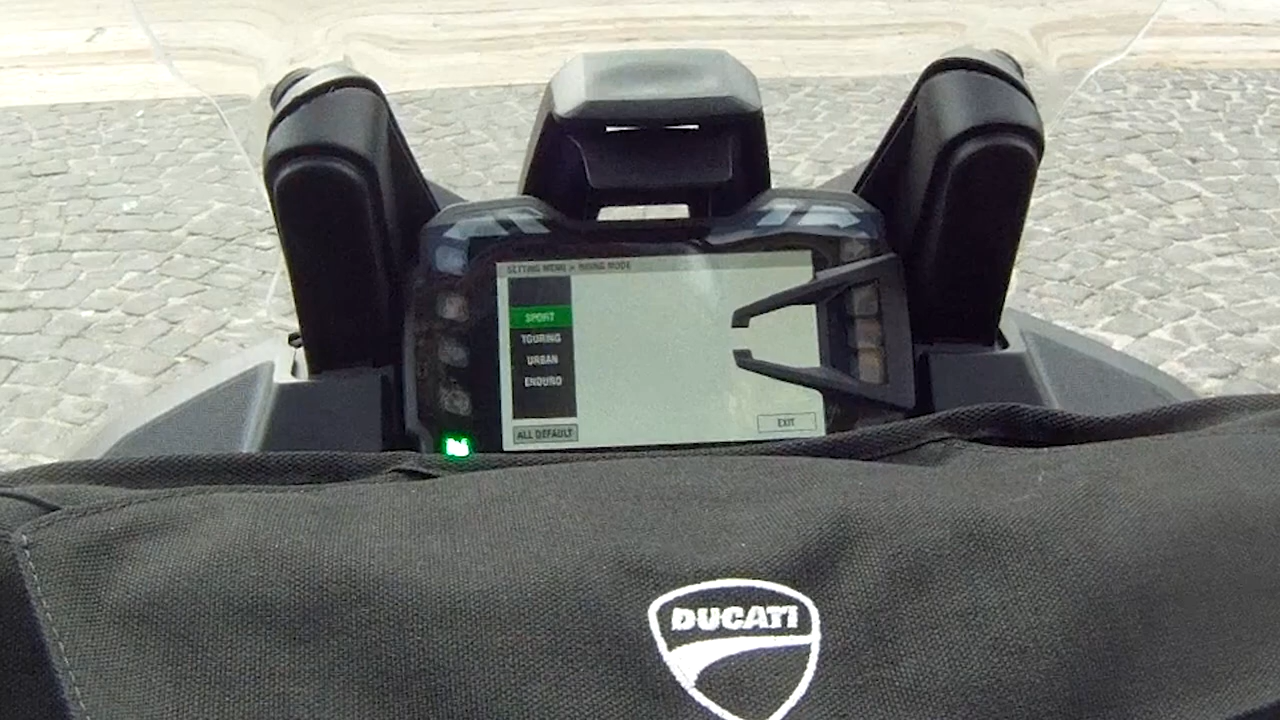 SETTING MENU > RIDING MODE
SPORT
TOURING
URBAN
ENDURO
ALL DEFAULT
EXIT
DUCATI